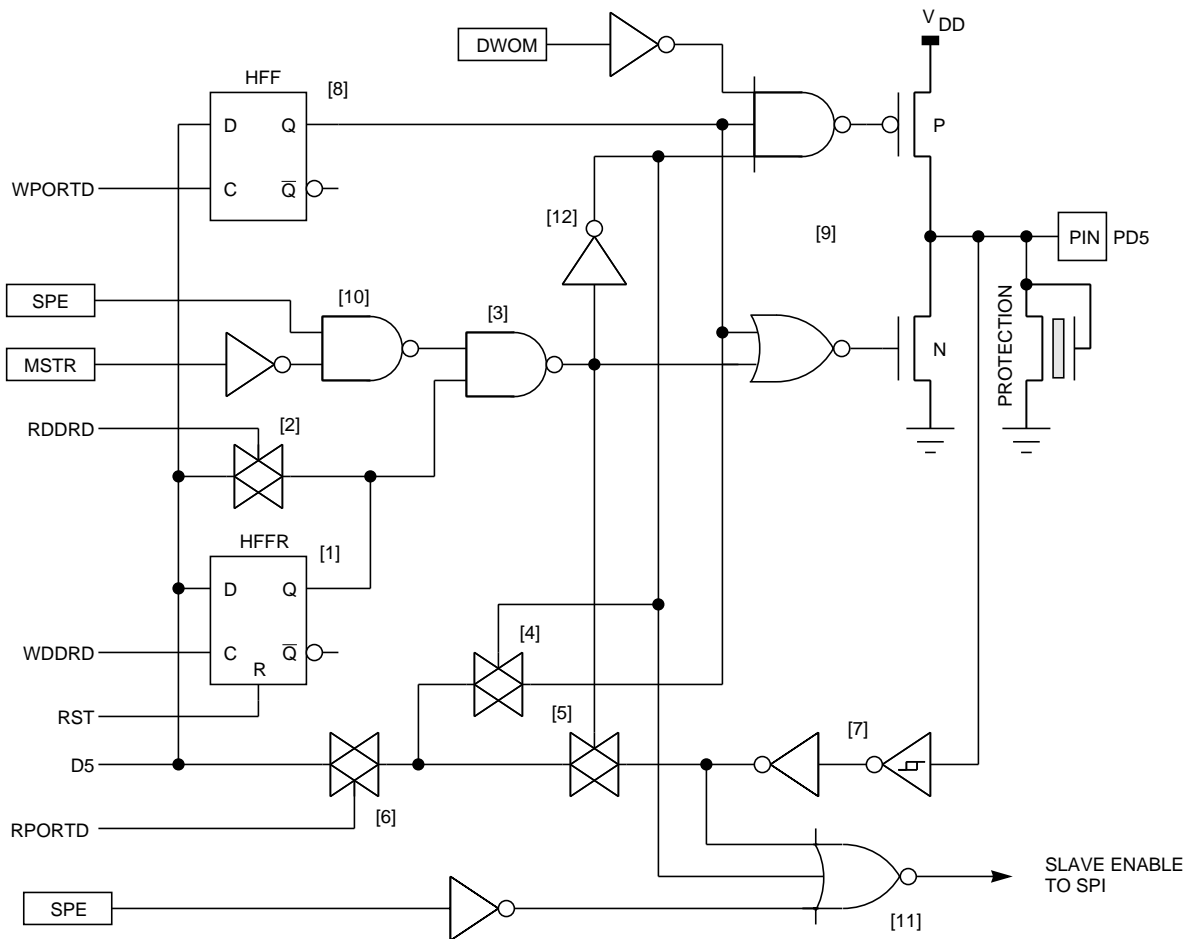 V DD
DWOM
HFF
[8]
D
Q
P
WPORTD
C
Q
[12]
[9]
PIN
PD5
SPE
[10]
[3]
MSTR
N
PROTECTION
RDDRD
[2]
HFFR
[1]
D
Q
[4]
WDDRD
C
Q
R
RST
[5]
[7]
D5
[6]
RPORTD
SLAVE ENABLE
TO SPI
SPE
[11]